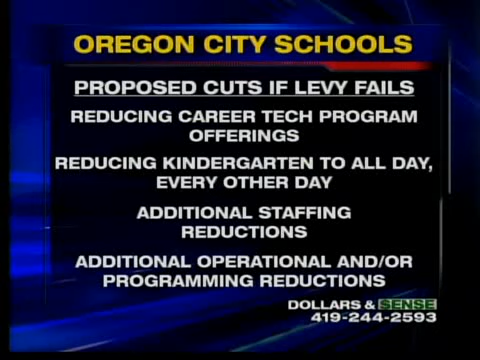 OREGON CITY SCHOOLS
PROPOSED CUTS IF LEVY FAILS
REDUCING CAREER TECH PROGRAM
OFFERINGS
REDUCING KINDERGARTEN TO ALL DAY,
EVERY OTHER DAY
ADDITIONAL STAFFING
REDUCTIONS
ADDITIONAL OPERATIONAL AND/OR
PROGRAMMING REDUCTIONS
DOLLARS & SENSE
419-244-2593